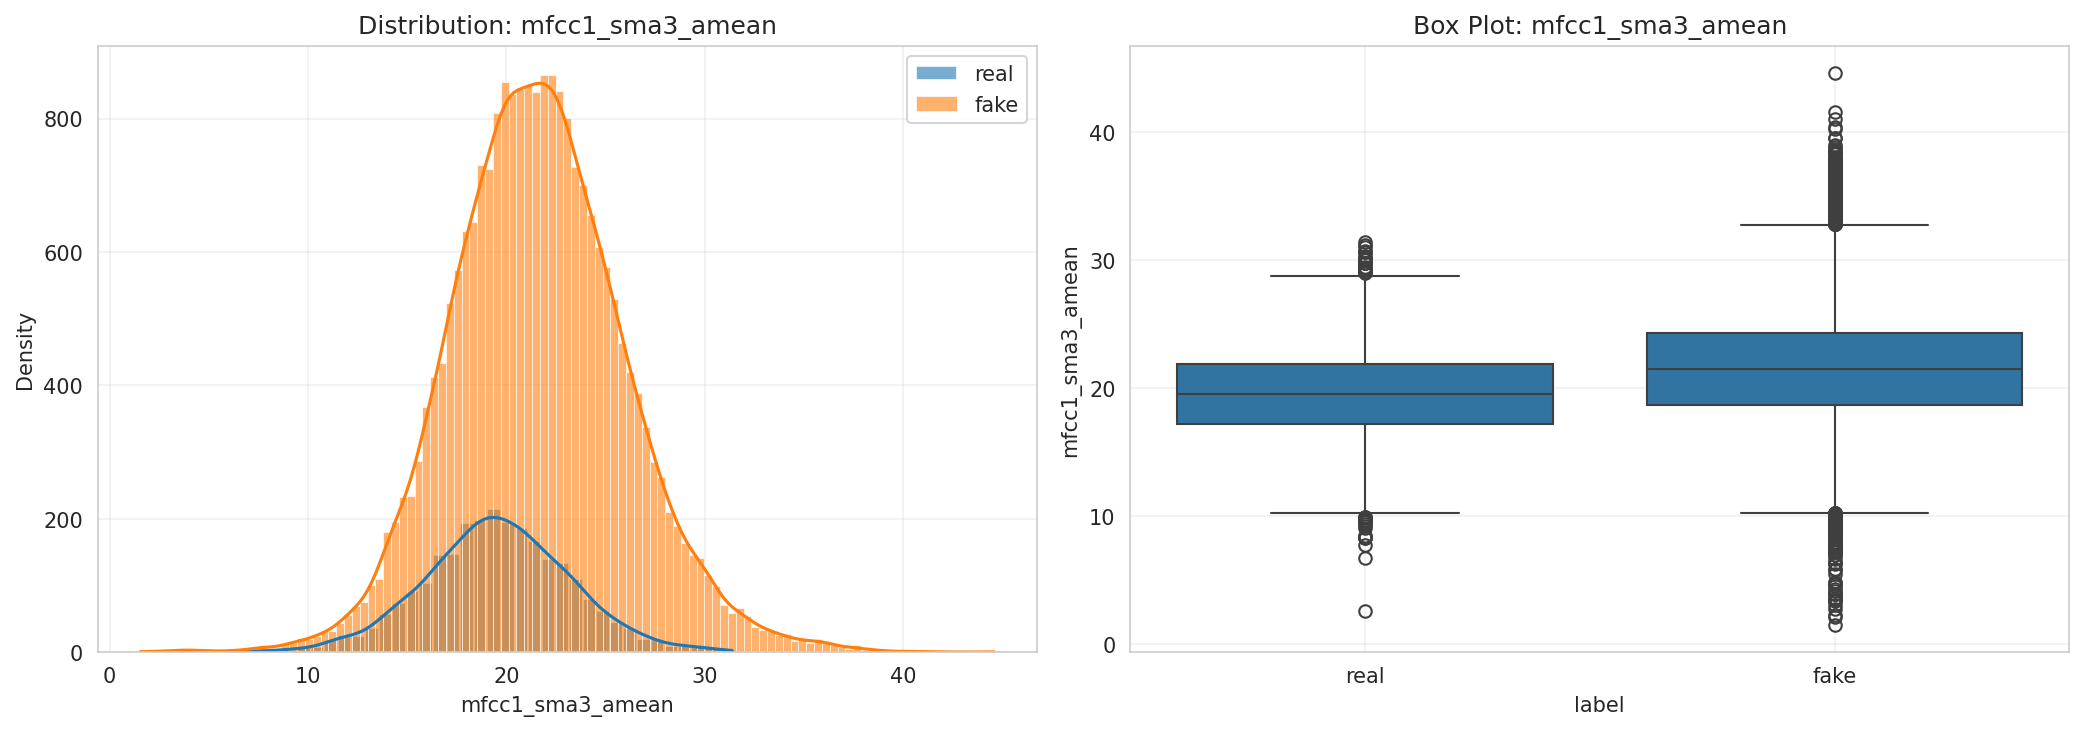 Distribution: mfcc1_sma3_amean
real
fake
Density
800
600
400
200
0
0 10 20 30 40
mfcc1_sma3_amean
Box Plot: mfcc1_sma3_amean
mfcc1_sma3_amean
40
30
20
10
0
real fake
label